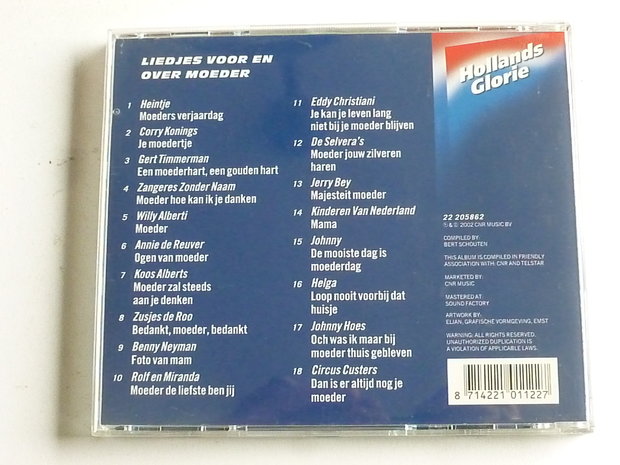 LIEDJES VOOR EN
OVER MOEDER
1 Heintje
Moeders verjaardag
2 Corry Konings
Je moedertje
3 Gert Timmerman
Een moederhart, een gouden hart
4 Zangeres Zonder Naam
Moeder hoe kan ik je danken
5 Willy Alberti
Moeder
6 Annie de Reuver
Ogen van moeder
7 Koos Alberts
Moeder zal steeds
aan je denken
8 Zusjes de Roo
Bedankt, moeder, bedankt
9 Benny Neyman
Foto van mam
10 Rolf en Miranda
Moeder de liefste ben jij
11 Eddy Christiani
Je kan je leven lang
niet bij je moeder blijven
12 De Selvera's
Moeder jouw zilveren
haren
13 Jerry Bey
Majesteit moeder
14 Kinderen Van Nederland
Mama
15 Johnny
De mooiste dag is
moederdag
16 Helga
Loop nooit voorbij dat
huisje
17 Johnny Hoes
Och was ik maar bij
moeder thuis gebleven
18 Circus Custers
Dan is er altijd nog je
moeder
Hollands
Glorie
22 205862
℗ & © 2002 CNR MUSIC BV
COMPILED BY:
BERT SCHOUTEN
THIS ALBUM IS COMPILED IN FRIENDLY
ASSOCIATION WITH: CNR AND TELSTAR
MARKETED BY:
CNR MUSIC
MASTERED AT:
SOUND FACTORY
ARTWORK BY:
ELJAN, GRAFISCHE VORMGEVING, EMST
WARNING: ALL RIGHTS RESERVED.
UNAUTHORIZED DUPLICATION IS
A VIOLATION OF APPLICABLE LAWS.
8 714221 011227